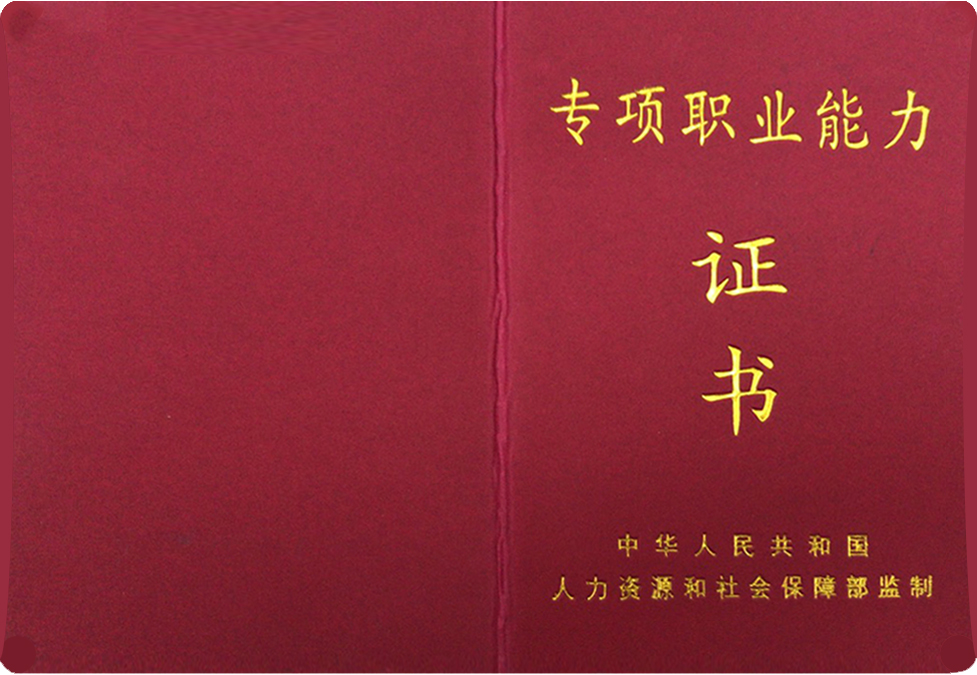 专项职业能力
证
书
中华人民共和国
人力资源和社会保障部监制